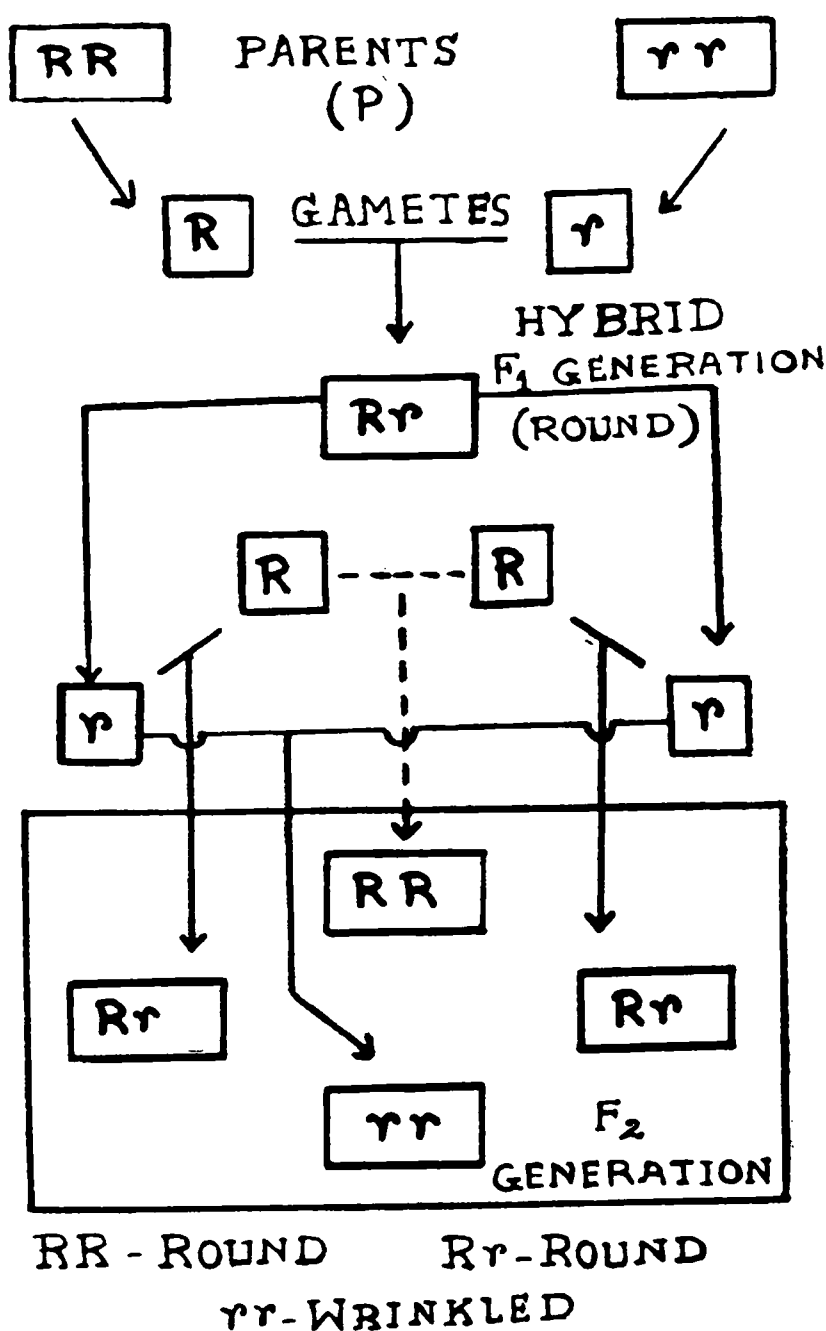 RR PARENTS rr
(P)
R GAMETES r
HYBRID
F₁ GENERATION
Rr (ROUND)
R R
r r
RR
Rr Rr
rr F₂
GENERATION
RR - ROUND Rr - ROUND
rr - WRINKLED